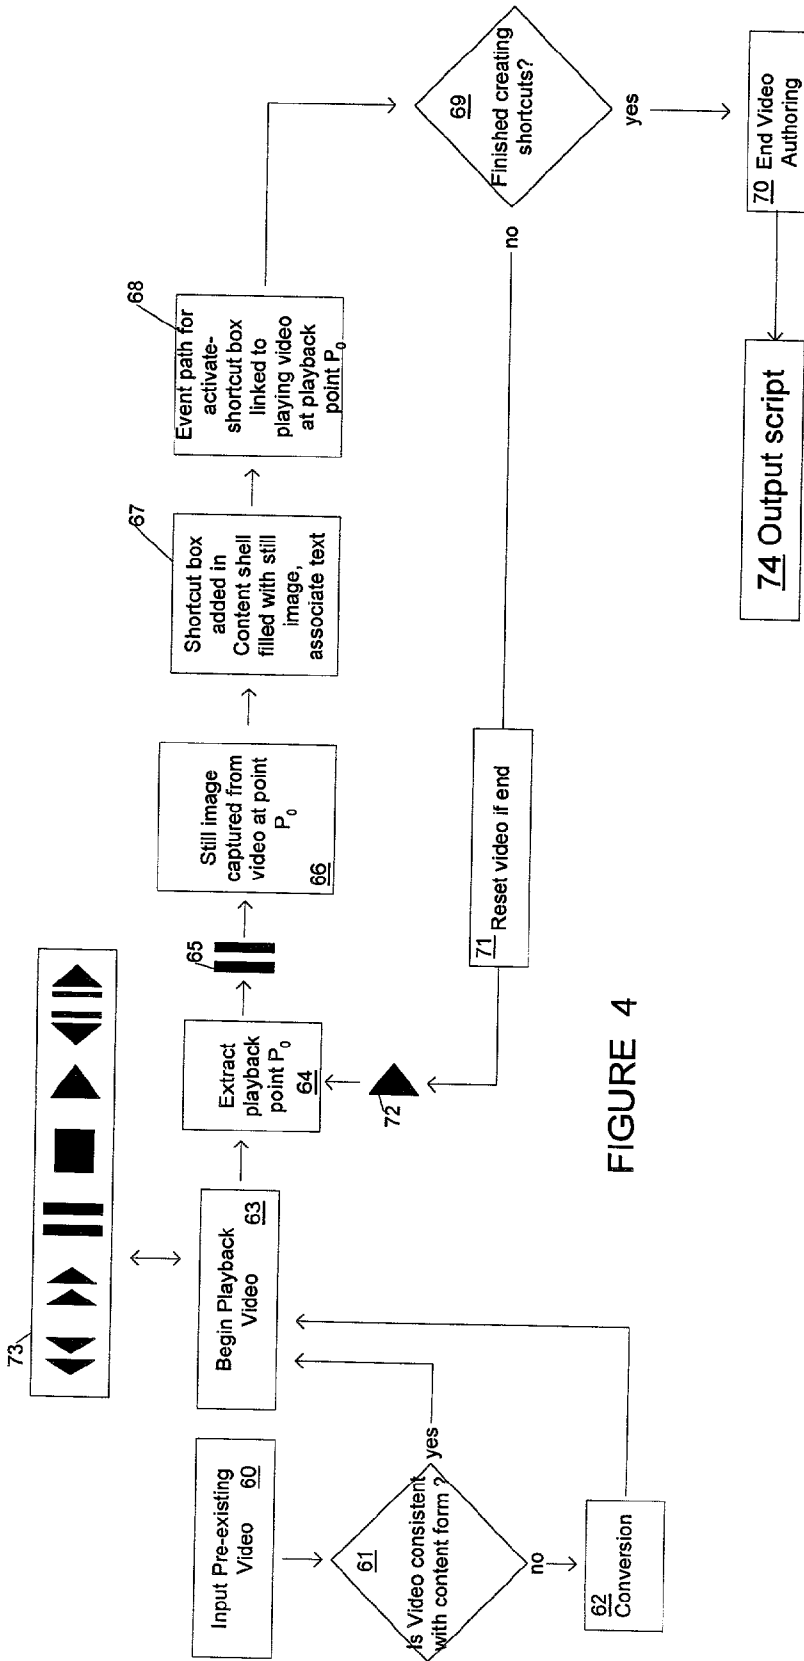 73
Input Pre-existing
Video 60
61
Is Video consistent
with content form ?
yes
no
62
Conversion
Begin Playback
Video 63
Extract
playback
point P0
64
65
Still image
captured from
video at point
P0
66
67
Shortcut box
added in
Content shell
filled with still
image,
associate text
68
Event path for
activate-
shortcut box
linked to
playing video
at playback
point P0
69
Finished creating
shortcuts?
no
yes
71 Reset video if end
72
70 End Video
Authoring
74 Output script
FIGURE 4